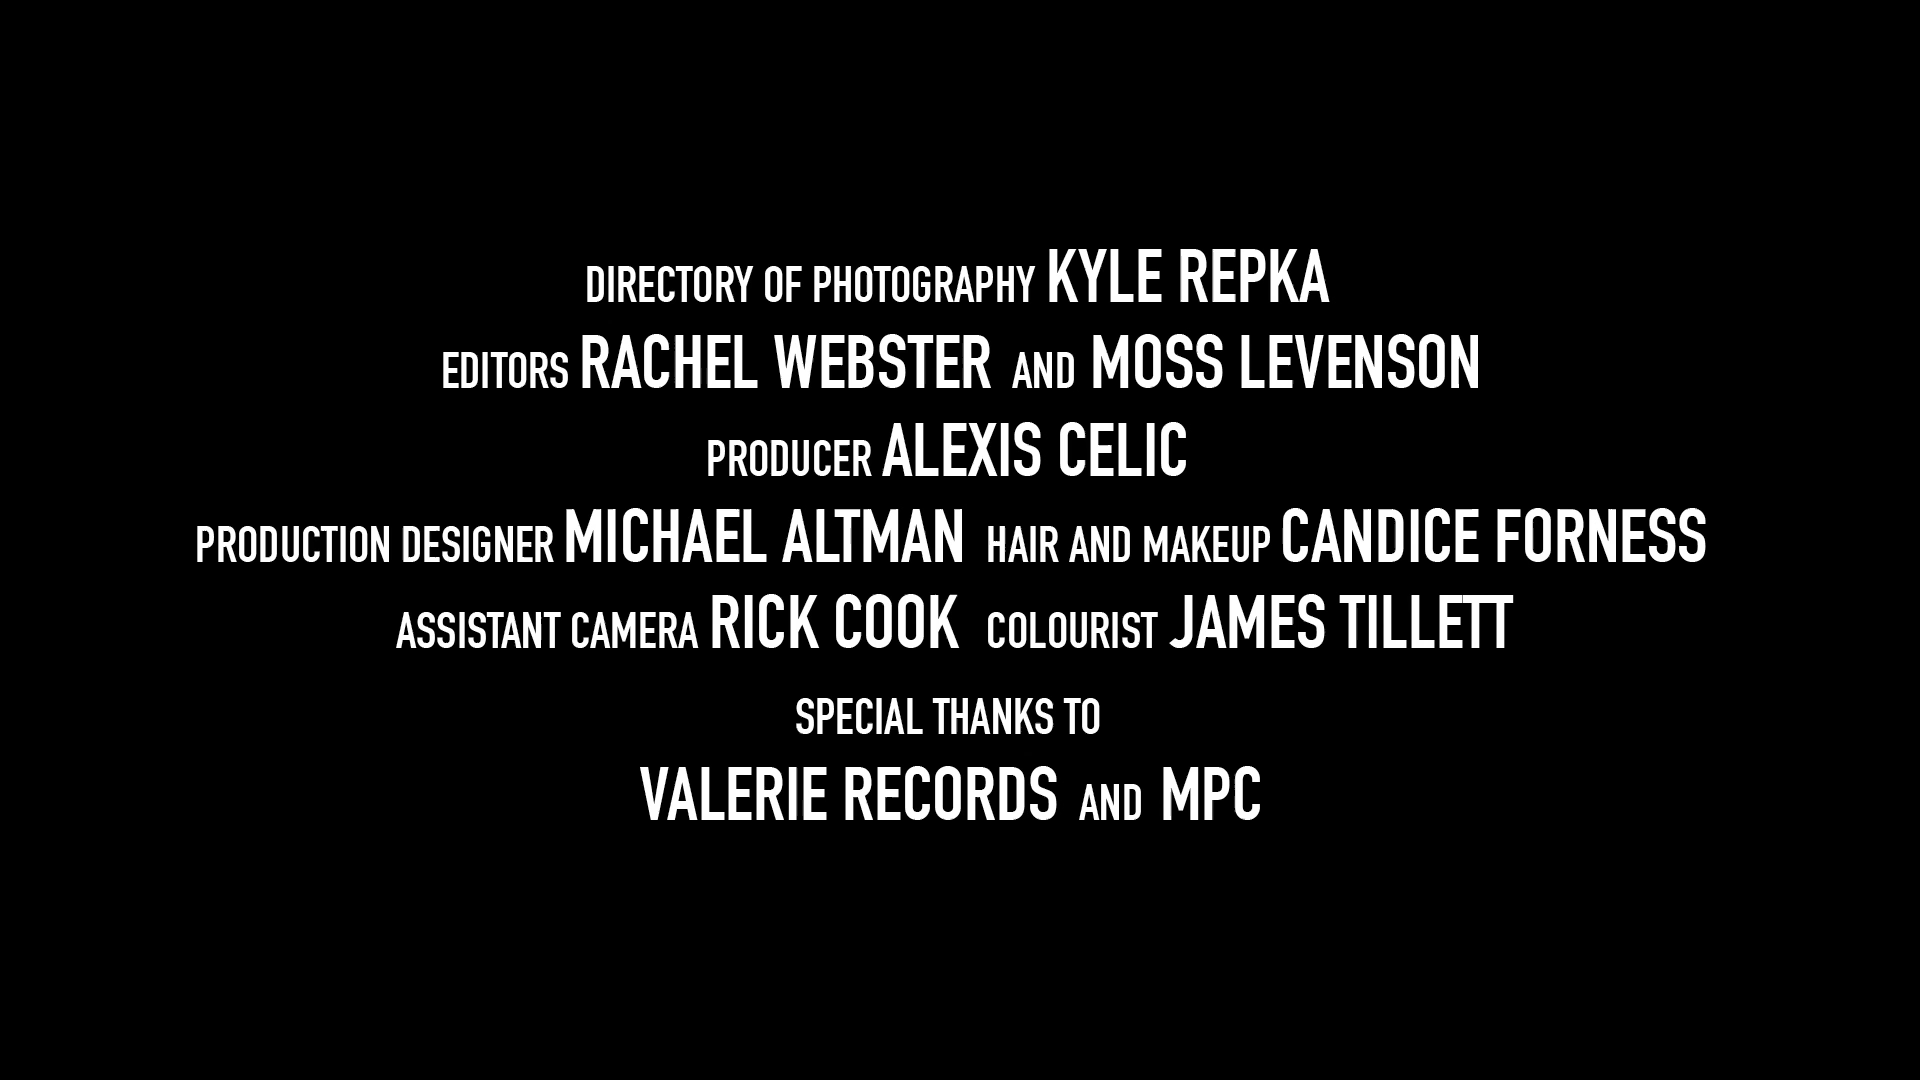 DIRECTORY OF PHOTOGRAPHY KYLE REPKA
EDITORS RACHEL WEBSTER AND MOSS LEVENSON
PRODUCER ALEXIS CELIC
PRODUCTION DESIGNER MICHAEL ALTMAN HAIR AND MAKEUP CANDICE FORNESS
ASSISTANT CAMERA RICK COOK COLOURIST JAMES TILLETT
SPECIAL THANKS TO
VALERIE RECORDS AND MPC